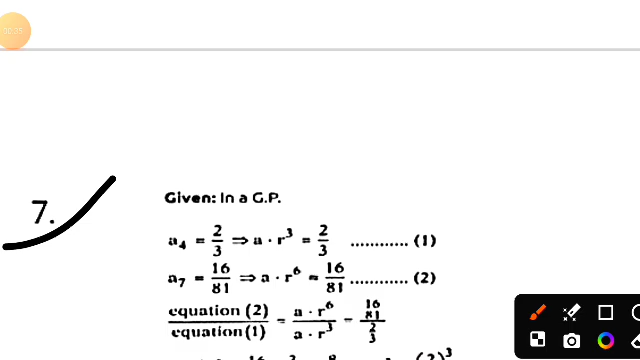 7.
Given: In a G.P.
a₄ = 2/3 ⇒ a · r³ = 2/3 ............ (1)
a₇ = 16/81 ⇒ a · r⁶ = 16/81 ............ (2)
equation (2)/equation (1) = a · r⁶/a · r³ = 16/81/2/3